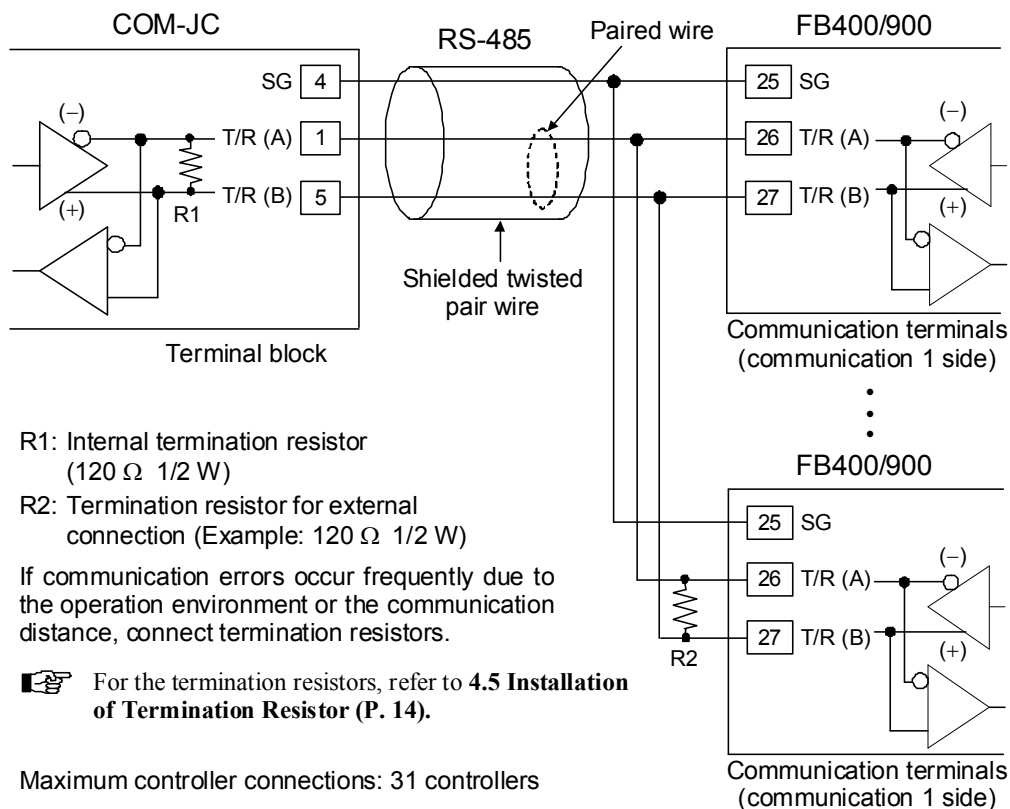 COM-JC
RS-485
Paired wire
FB400/900
SG 4
25 SG
(−)
T/R (A) 1
26 T/R (A)
(−)
T/R (B) 5
27 T/R (B)
(+)
R1
(+)
Shielded twisted
pair wire
Terminal block
Communication terminals
(communication 1 side)
R1: Internal termination resistor
(120 Ω 1/2 W)
R2: Termination resistor for external
connection (Example: 120 Ω 1/2 W)
If communication errors occur frequently due to
the operation environment or the communication
distance, connect termination resistors.
For the termination resistors, refer to 4.5 Installation
of Termination Resistor (P. 14).
Maximum controller connections: 31 controllers
FB400/900
25 SG
(−)
26 T/R (A)
27 T/R (B)
R2
(+)
Communication terminals
(communication 1 side)